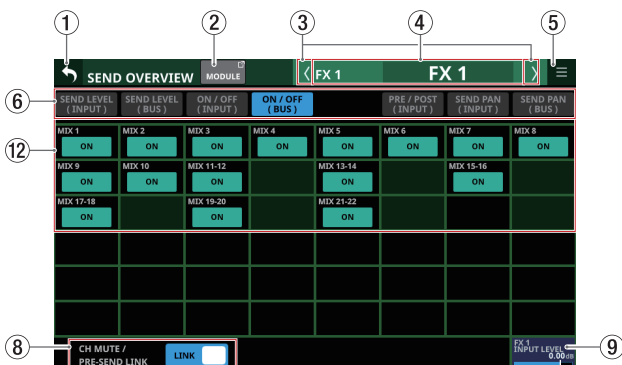 1 2 3 4 5
SEND OVERVIEW MODULE FX 1 FX 1
6
SEND LEVEL SEND LEVEL ON / OFF ON / OFF PRE / POST SEND PAN SEND PAN
( INPUT ) ( BUS ) ( INPUT ) ( BUS ) ( INPUT ) ( INPUT ) ( BUS )
12
MIX 1 MIX 2 MIX 3 MIX 4 MIX 5 MIX 6 MIX 7 MIX 8
ON ON ON ON ON ON ON ON
MIX 9 MIX 10 MIX 11-12 MIX 13-14 MIX 15-16
ON ON ON ON ON
MIX 17-18 MIX 19-20 MIX 21-22
ON ON ON
8
CH MUTE /
PRE-SEND LINK
LINK
FX 1
INPUT LEVEL
0.00dB
9